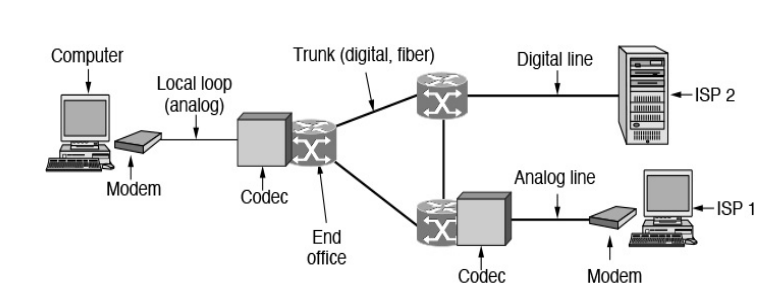 Computer
Trunk (digital, fiber)
Digital line
Local loop
(analog)
ISP 2
Modem
Codec
Analog line
ISP 1
End
office
Codec
Modem